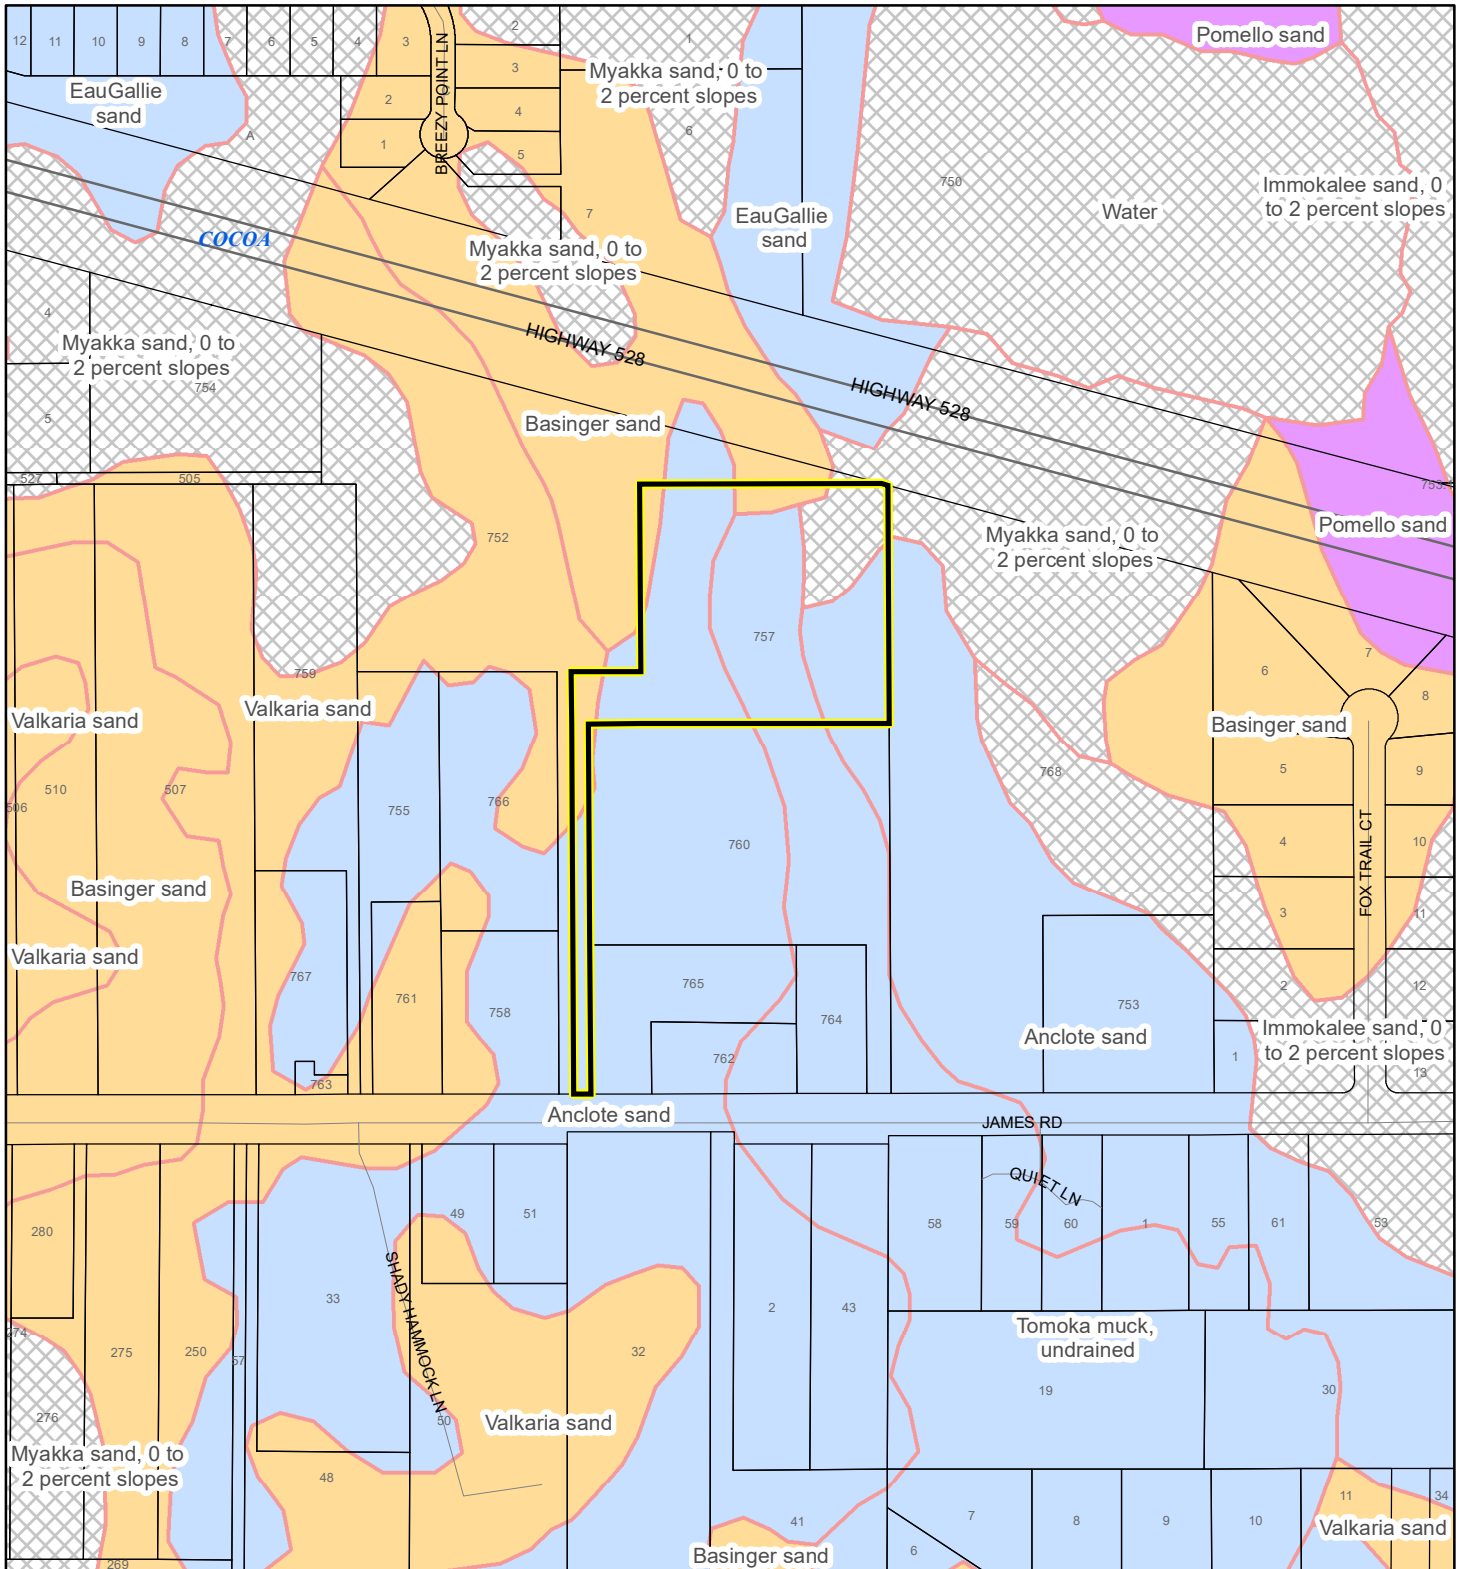 12
11
10
9
8
7
6
5
4
3
2
1
Pomello sand
BREEZY POINT LN
3
Myakka sand, 0 to
2 percent slopes
EauGallie
sand
2
4
A
1
5
6
750
Immokalee sand, 0
to 2 percent slopes
Water
7
EauGallie
sand
COCOA
Myakka sand, 0 to
2 percent slopes
4
HIGHWAY 528
Myakka sand, 0 to
2 percent slopes
754
HIGHWAY 528
5
Basinger sand
527
505
Pomello sand
752
Myakka sand, 0 to
2 percent slopes
757
7
6
759
8
Valkaria sand
Valkaria sand
Basinger sand
768
5
9
510
507
506
766
755
760
4
10
FOX TRAIL CT
Basinger sand
3
11
Valkaria sand
767
765
2
12
761
758
764
753
Anclote sand
Immokalee sand, 0
to 2 percent slopes
762
1
13
763
Anclote sand
JAMES RD
QUIET LN
280
49
51
58
59
60
1
55
61
53
SHADY HAMMOCK LN
33
2
43
274
Tomoka muck,
undrained
275
250
57
32
19
30
276
50
Valkaria sand
Myakka sand, 0 to
2 percent slopes
48
11
34
7
8
9
10
41
Valkaria sand
Basinger sand
6
269